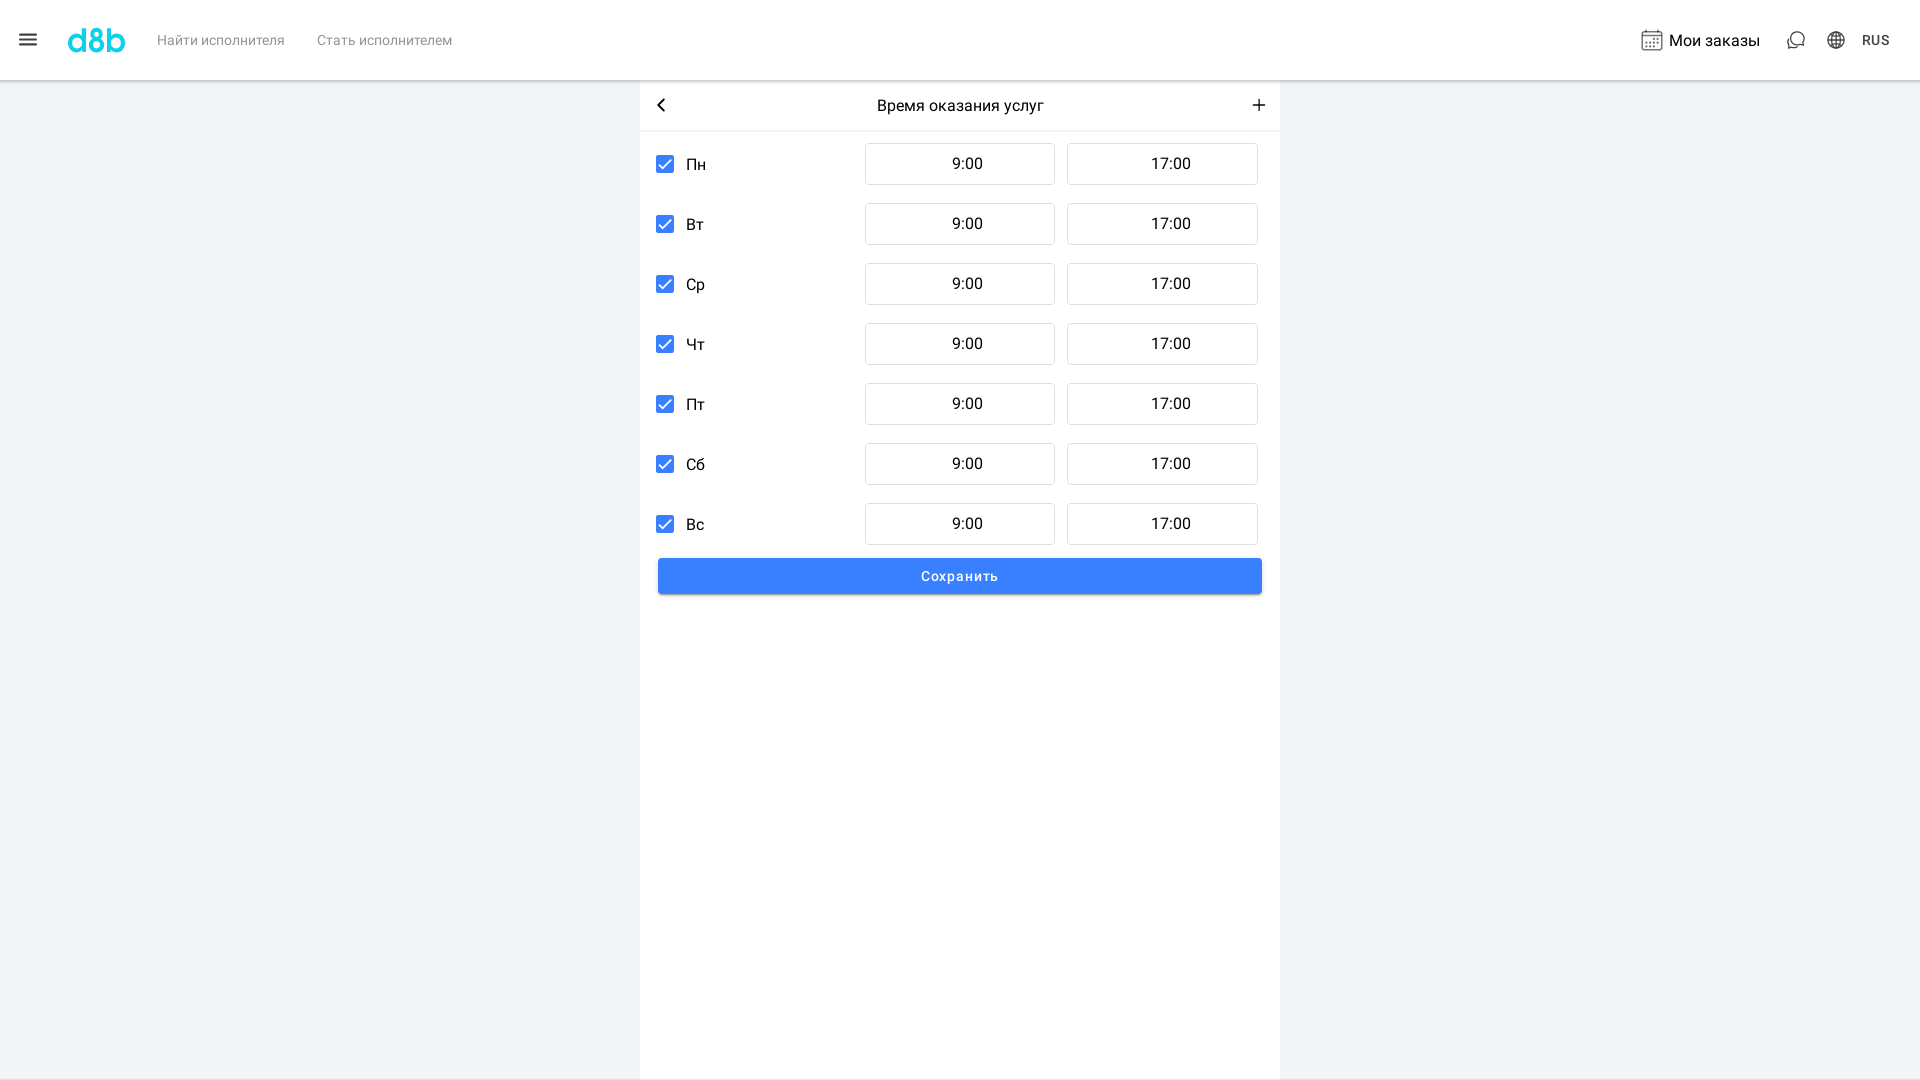 d8b Найти исполнителя Стать исполнителем Мои заказы RUS
Время оказания услуг
Пн 9:00 17:00
Вт 9:00 17:00
Ср 9:00 17:00
Чт 9:00 17:00
Пт 9:00 17:00
Сб 9:00 17:00
Вс 9:00 17:00
Сохранить